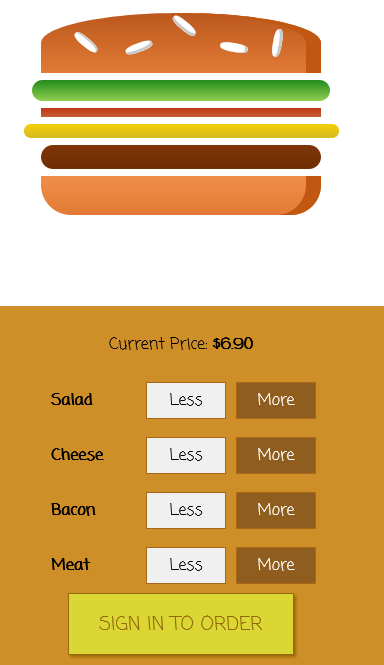 Current Price: $6.90
Salad Less More
Cheese Less More
Bacon Less More
Meat Less More
SIGN IN TO ORDER